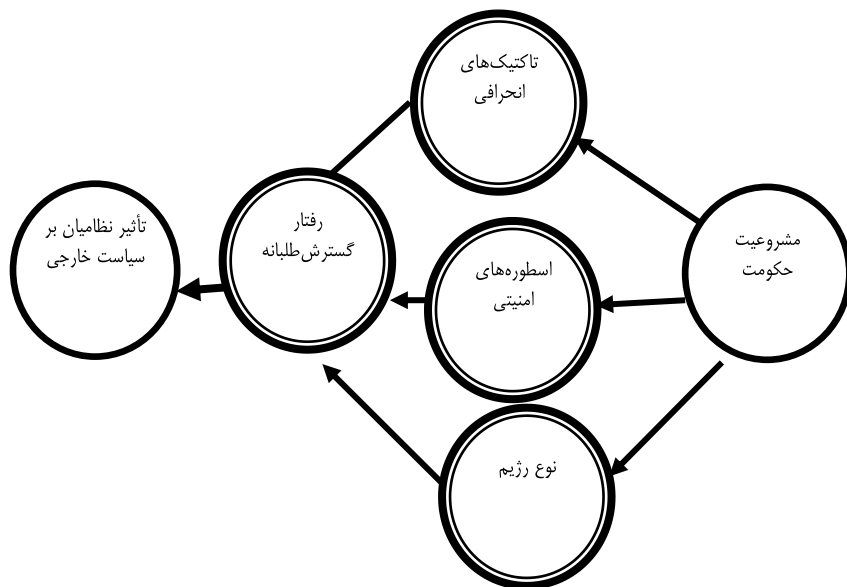 مشروعیت
حکومت
تاکتیک‌های
انحرافی
اسطوره‌های
امنیتی
نوع رژیم
رفتار
گسترش‌طلبانه
تأثیر نظامیان بر
سیاست خارجی